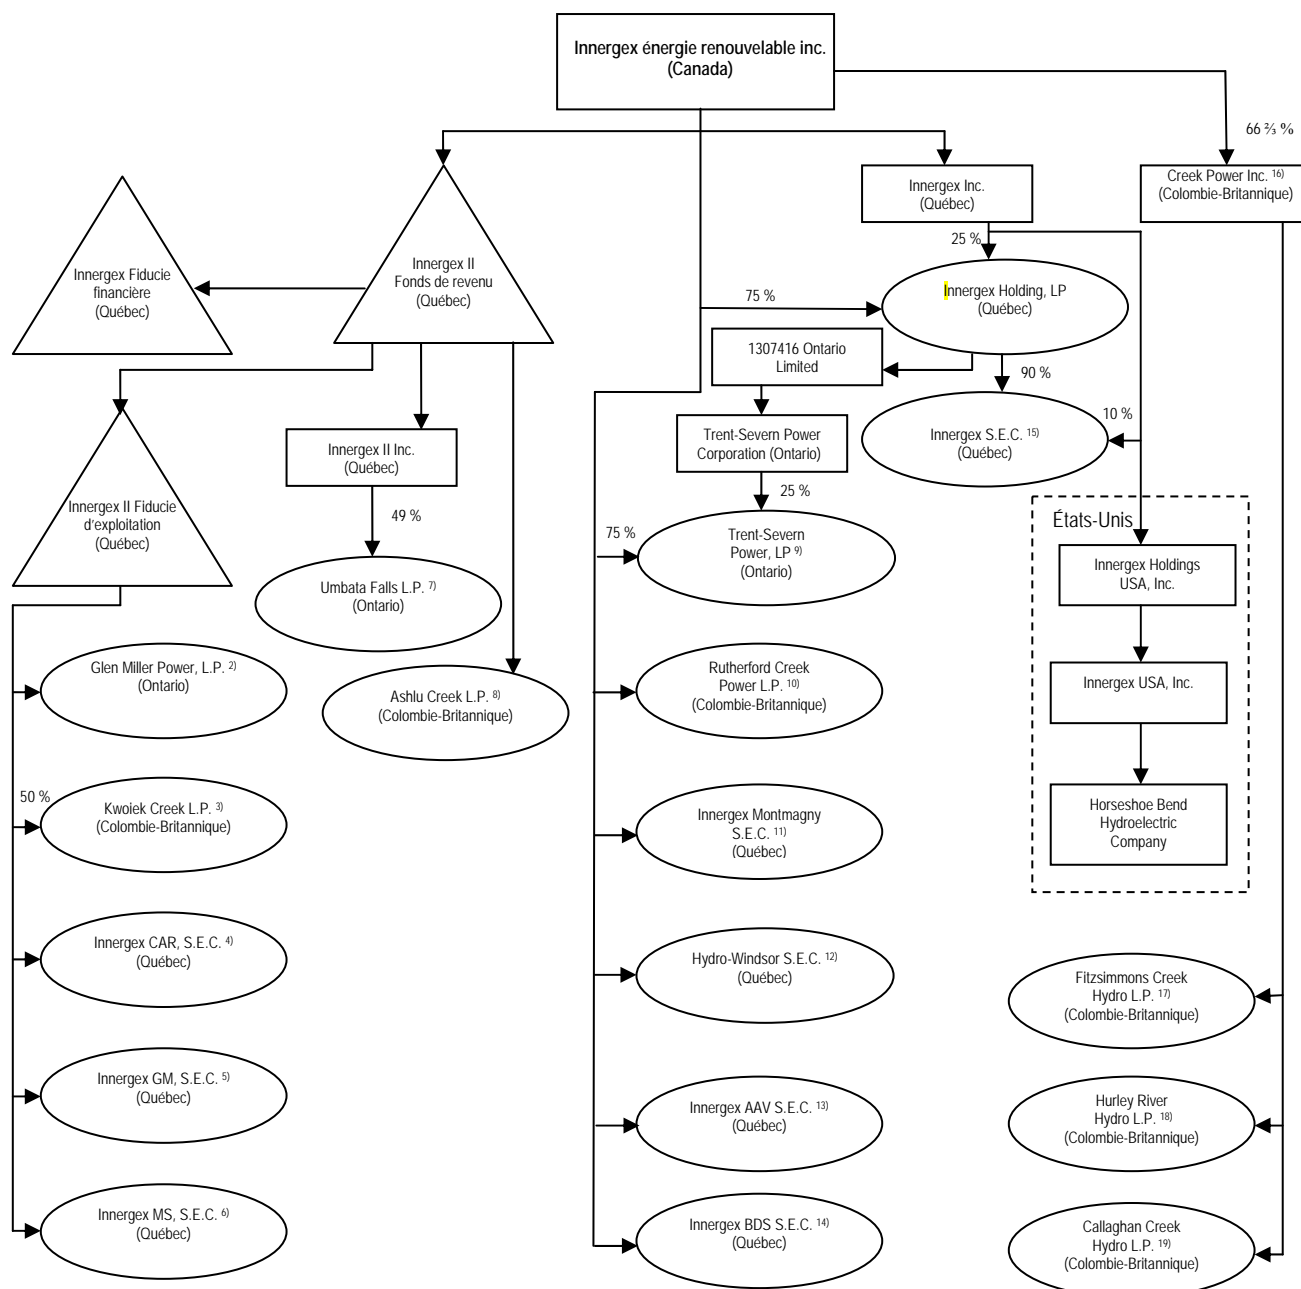 Innergex énergie renouvelable inc.
(Canada)
66 ⅔ %
Innergex Inc.
(Québec)
Creek Power Inc. 16)
(Colombie-Britannique)
Innergex Fiducie
financière
(Québec)
Innergex II
Fonds de revenu
(Québec)
25 %
75 %
Innergex Holding, LP
(Québec)
1307416 Ontario
Limited
90 %
10 %
Innergex II Inc.
(Québec)
Trent-Severn Power
Corporation (Ontario)
Innergex S.E.C. 15)
(Québec)
Innergex II Fiducie
d'exploitation
(Québec)
49 %
25 %
75 %
Trent-Severn
Power, LP 9)
(Ontario)
États-Unis
Innergex Holdings
USA, Inc.
Umbata Falls L.P. 7)
(Ontario)
Glen Miller Power, L.P. 2)
(Ontario)
Ashlu Creek L.P. 8)
(Colombie-Britannique)
Rutherford Creek
Power L.P. 10)
(Colombie-Britannique)
Innergex USA, Inc.
50 %
Kwoiek Creek L.P. 3)
(Colombie-Britannique)
Innergex Montmagny
S.E.C. 11)
(Québec)
Horseshoe Bend
Hydroelectric
Company
Innergex CAR, S.E.C. 4)
(Québec)
Hydro-Windsor S.E.C. 12)
(Québec)
Fitzsimmons Creek
Hydro L.P. 17)
(Colombie-Britannique)
Innergex GM, S.E.C. 5)
(Québec)
Innergex AAV S.E.C. 13)
(Québec)
Hurley River
Hydro L.P. 18)
(Colombie-Britannique)
Innergex MS, S.E.C. 6)
(Québec)
Innergex BDS S.E.C. 14)
(Québec)
Callaghan Creek
Hydro L.P. 19)
(Colombie-Britannique)